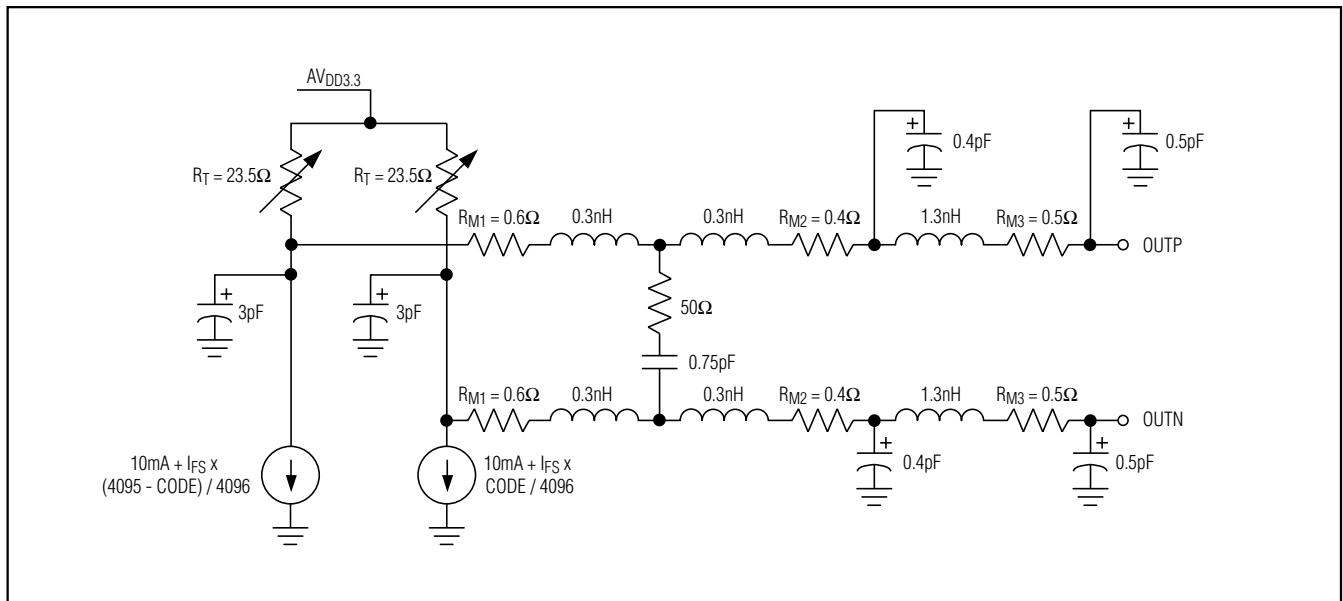 AVDD3.3
RT = 23.5Ω
RT = 23.5Ω
0.4pF
0.5pF
RM1 = 0.6Ω
0.3nH
0.3nH
RM2 = 0.4Ω
1.3nH
RM3 = 0.5Ω
OUTP
3pF
3pF
50Ω
0.75pF
RM1 = 0.6Ω
0.3nH
0.3nH
RM2 = 0.4Ω
1.3nH
RM3 = 0.5Ω
OUTN
0.4pF
0.5pF
10mA + IFS x
(4095 - CODE) / 4096
10mA + IFS x
CODE / 4096